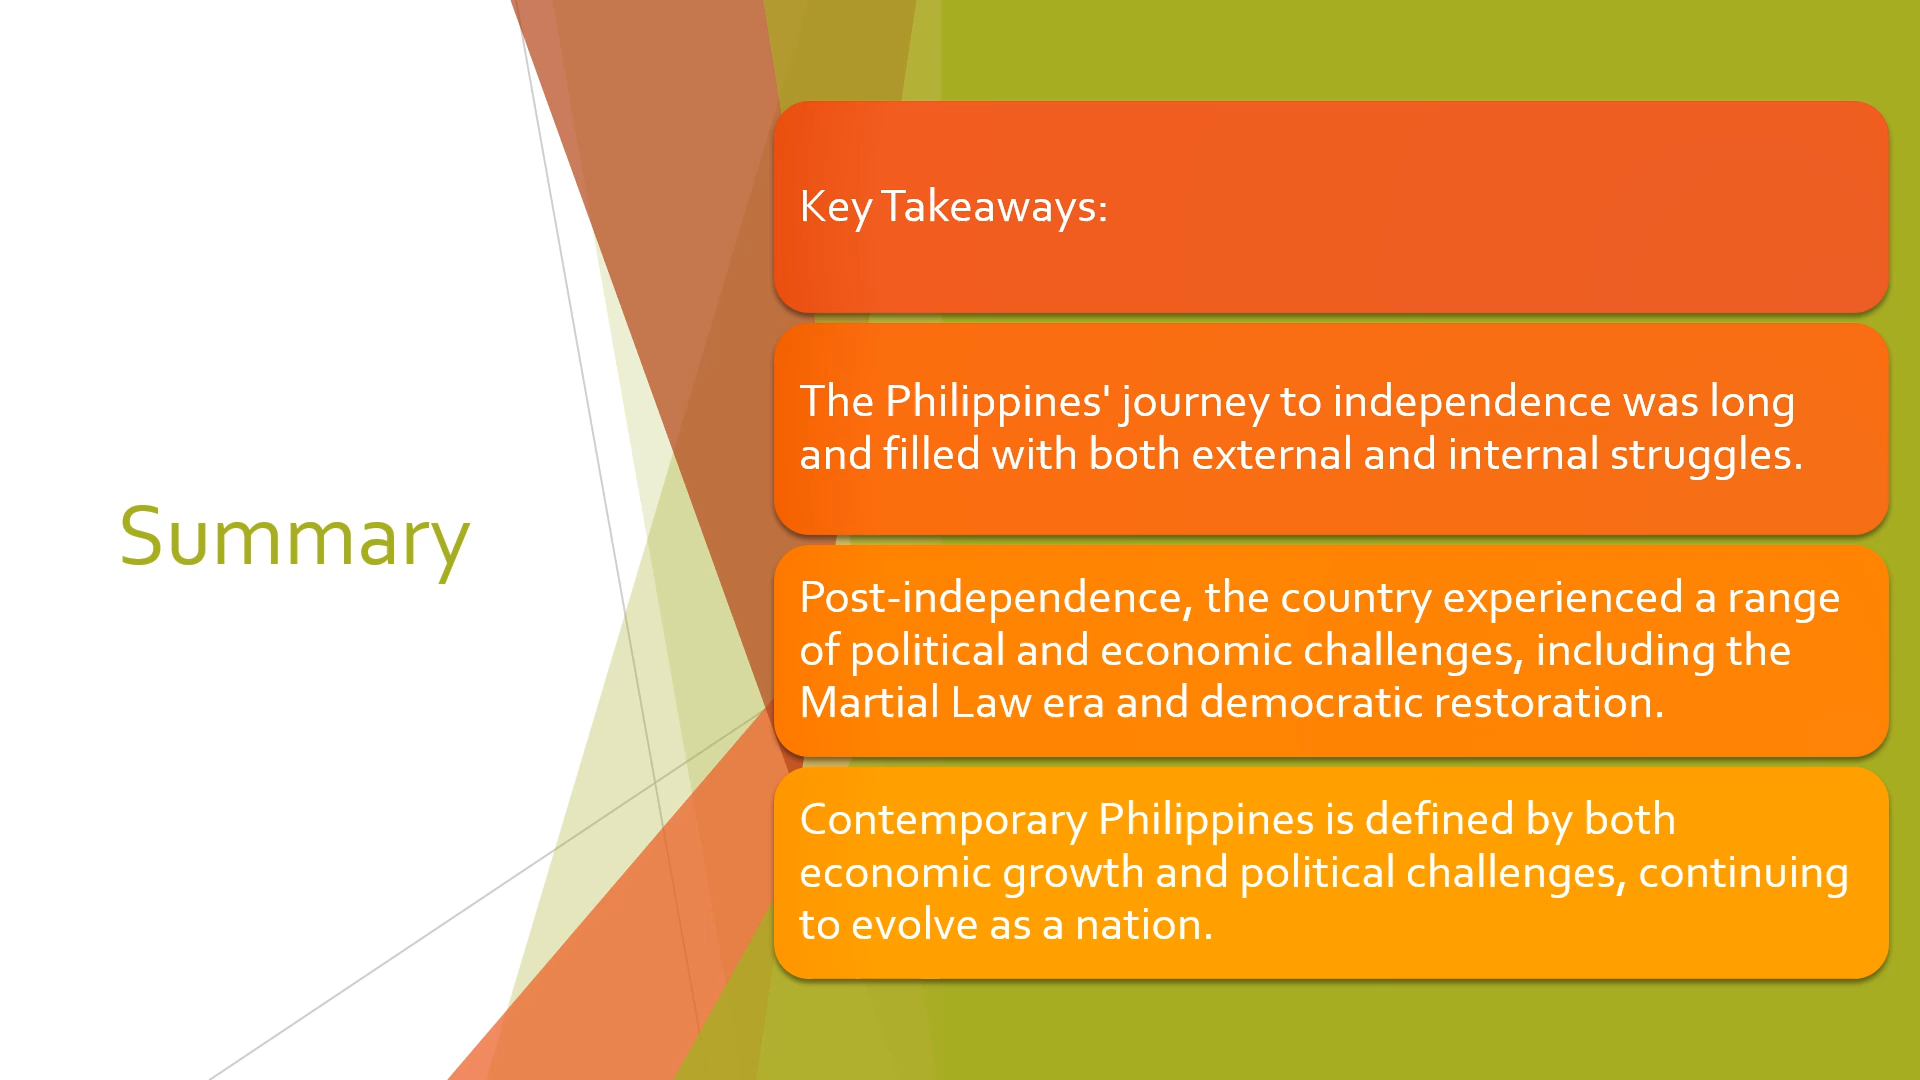 Summary
Key Takeaways:
The Philippines' journey to independence was long
and filled with both external and internal struggles.
Post-independence, the country experienced a range
of political and economic challenges, including the
Martial Law era and democratic restoration.
Contemporary Philippines is defined by both
economic growth and political challenges, continuing
to evolve as a nation.